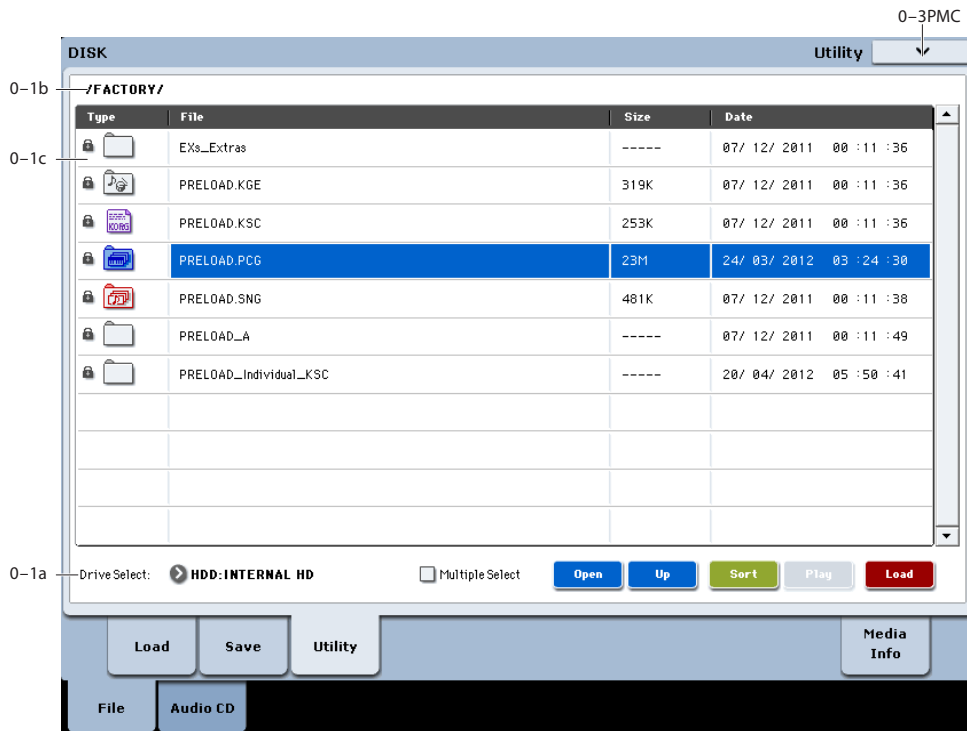 0–3PMC
DISK Utility
0–1b /FACTORY/
Type File Size Date
0–1c
EXs_Extras ----- 07/ 12/ 2011 00 :11 :36
PRELOAD.KGE 319K 07/ 12/ 2011 00 :11 :36
KORG PRELOAD.KSC 253K 07/ 12/ 2011 00 :11 :36
PRELOAD.PCG 23M 24/ 03/ 2012 03 :24 :30
PRELOAD.SNG 481K 07/ 12/ 2011 00 :11 :38
PRELOAD_A ----- 07/ 12/ 2011 00 :11 :49
PRELOAD_Individual_KSC ----- 20/ 04/ 2012 05 :50 :41
0–1a Drive Select: HDD:INTERNAL HD Multiple Select Open Up Sort Play Load
Load Save Utility Media Info
File Audio CD